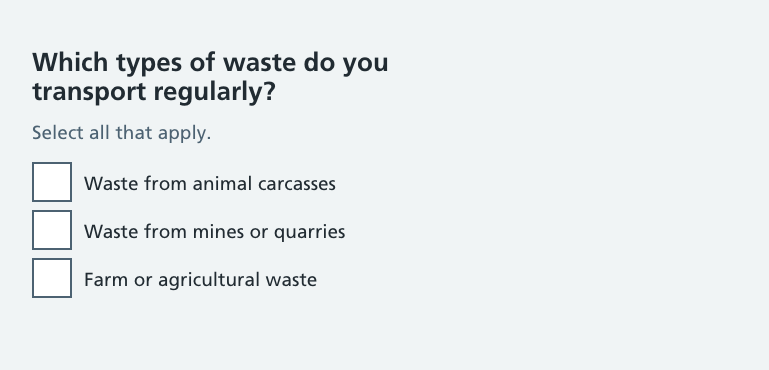 Which types of waste do you
transport regularly?
Select all that apply.
Waste from animal carcasses
Waste from mines or quarries
Farm or agricultural waste